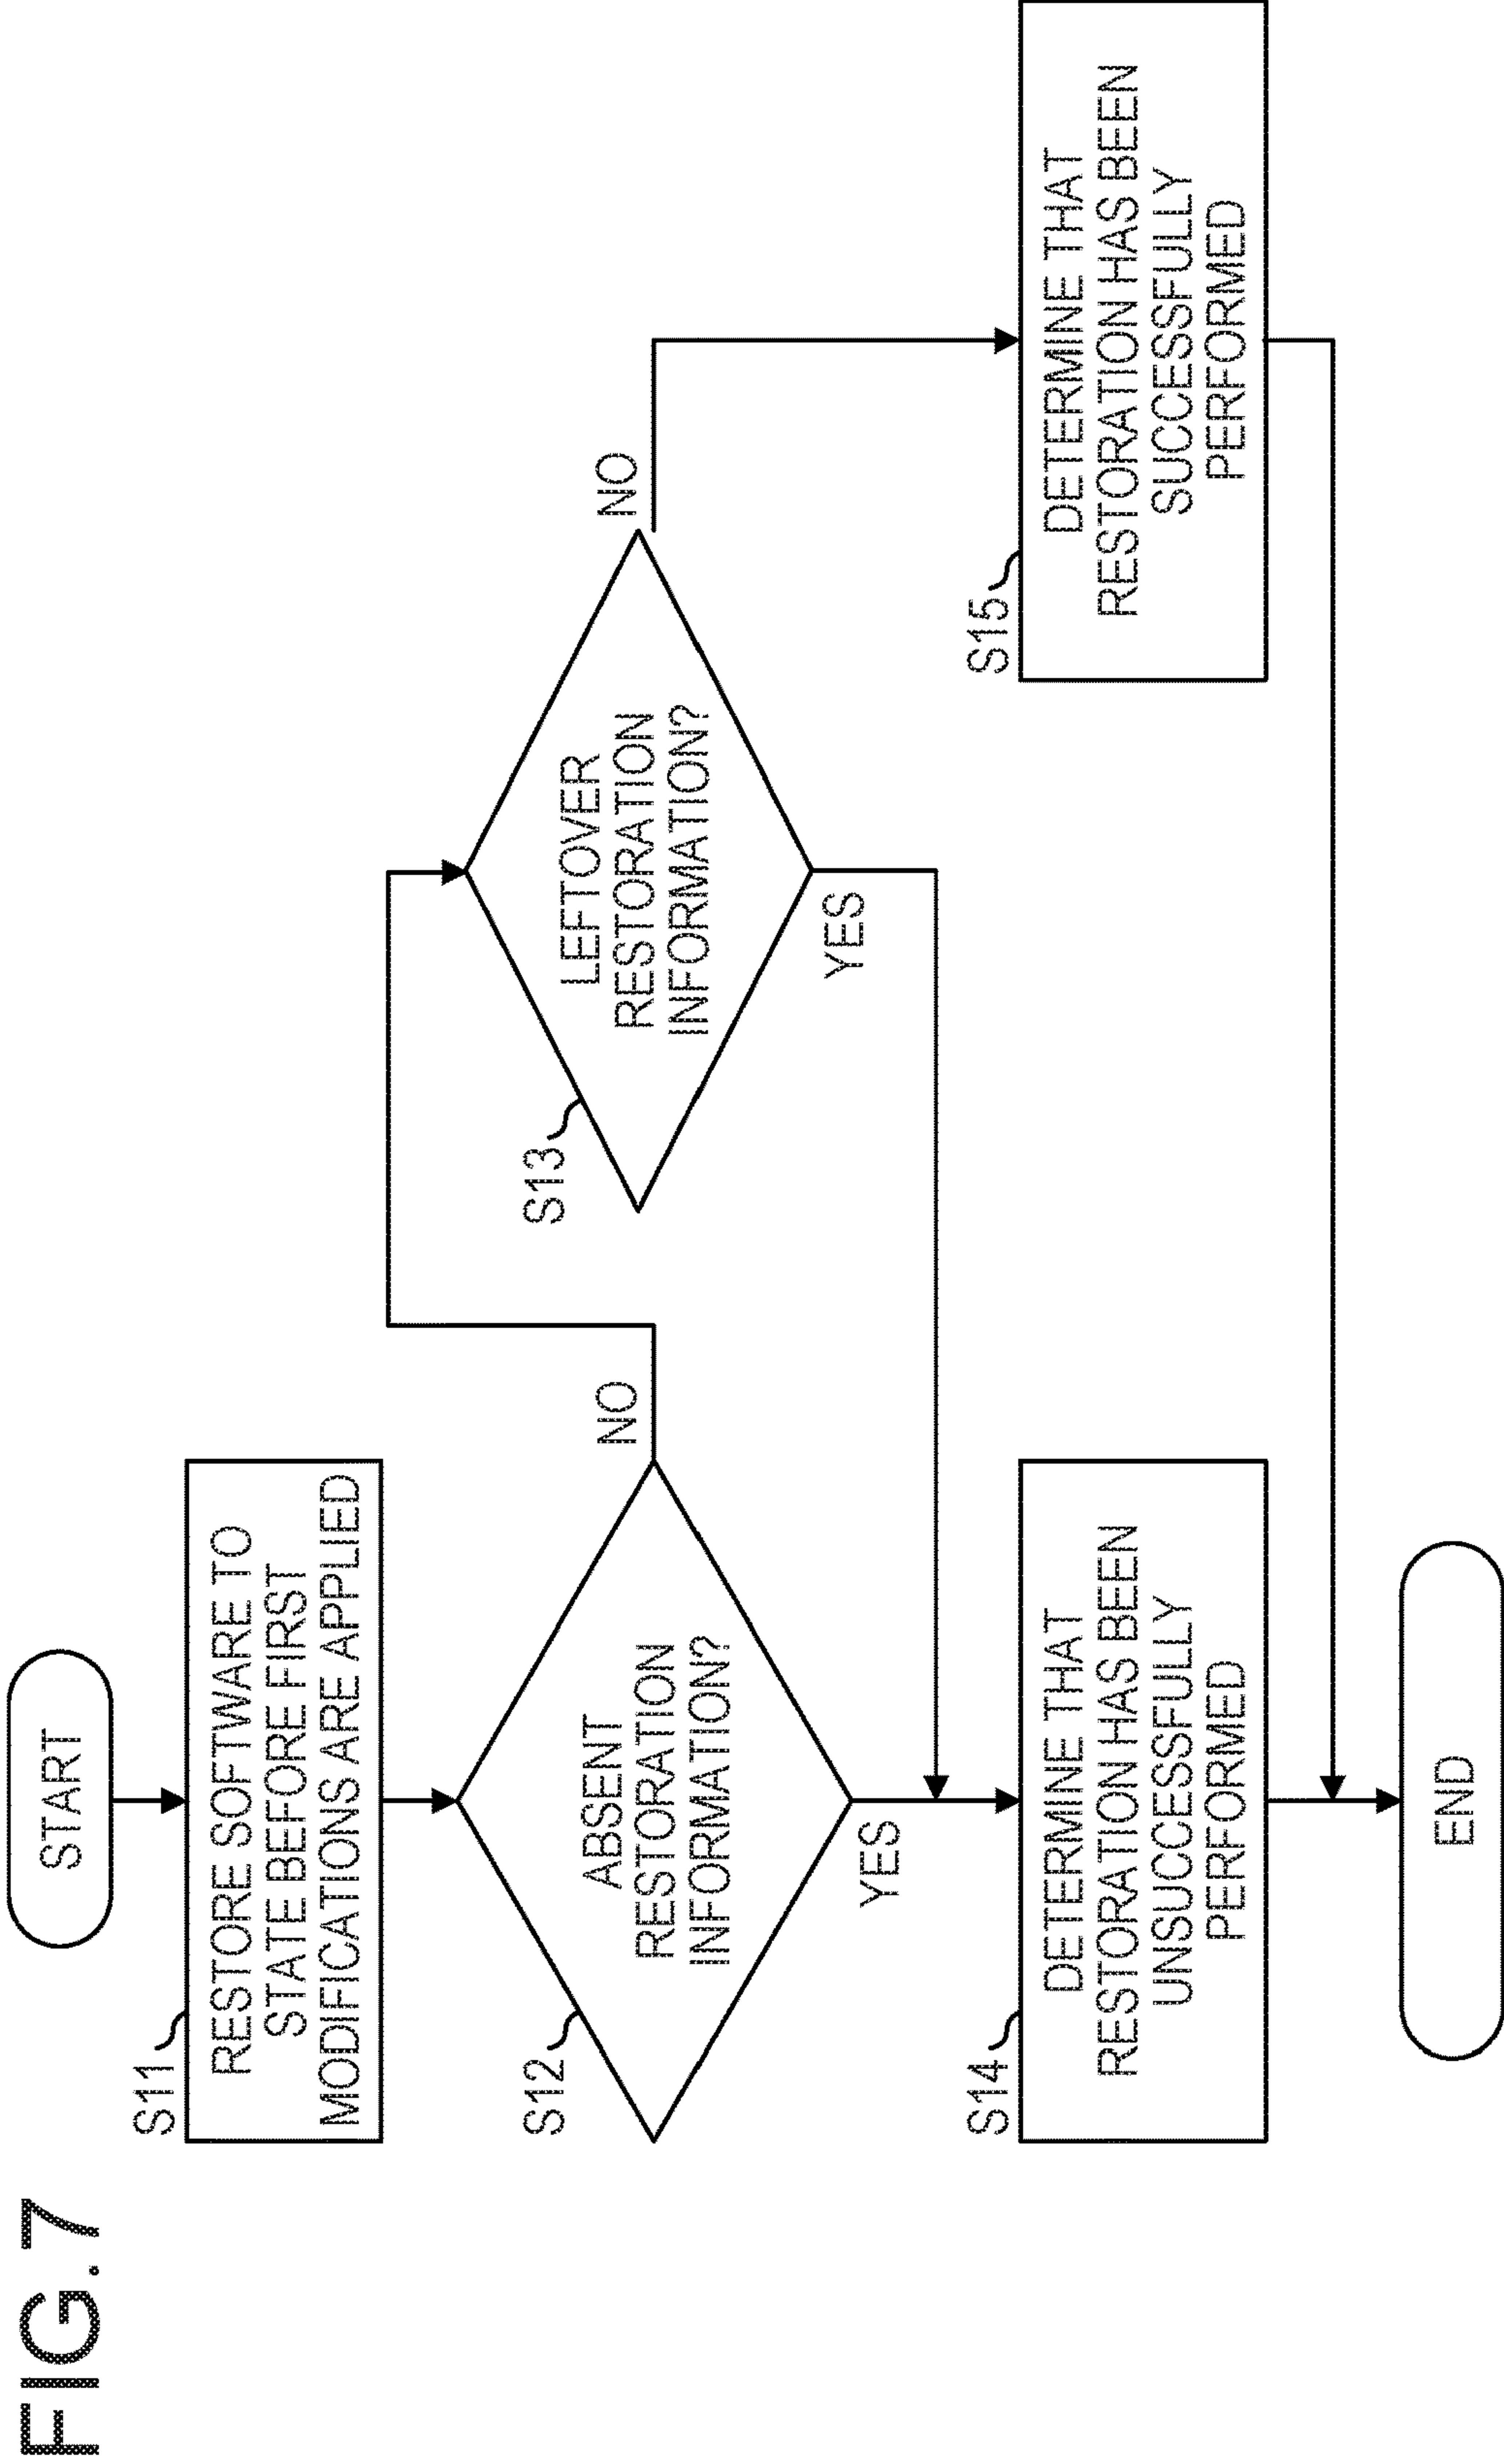 FIG.7
START
S11
RESTORE SOFTWARE TO
STATE BEFORE FIRST
MODIFICATIONS ARE APPLIED
S12
ABSENT
RESTORATION
INFORMATION?
NO
YES
S13
LEFTOVER
RESTORATION
INFORMATION?
NO
YES
S14
DETERMINE THAT
RESTORATION HAS BEEN
UNSUCCESSFULLY
PERFORMED
S15
DETERMINE THAT
RESTORATION HAS BEEN
SUCCESSFULLY
PERFORMED
END